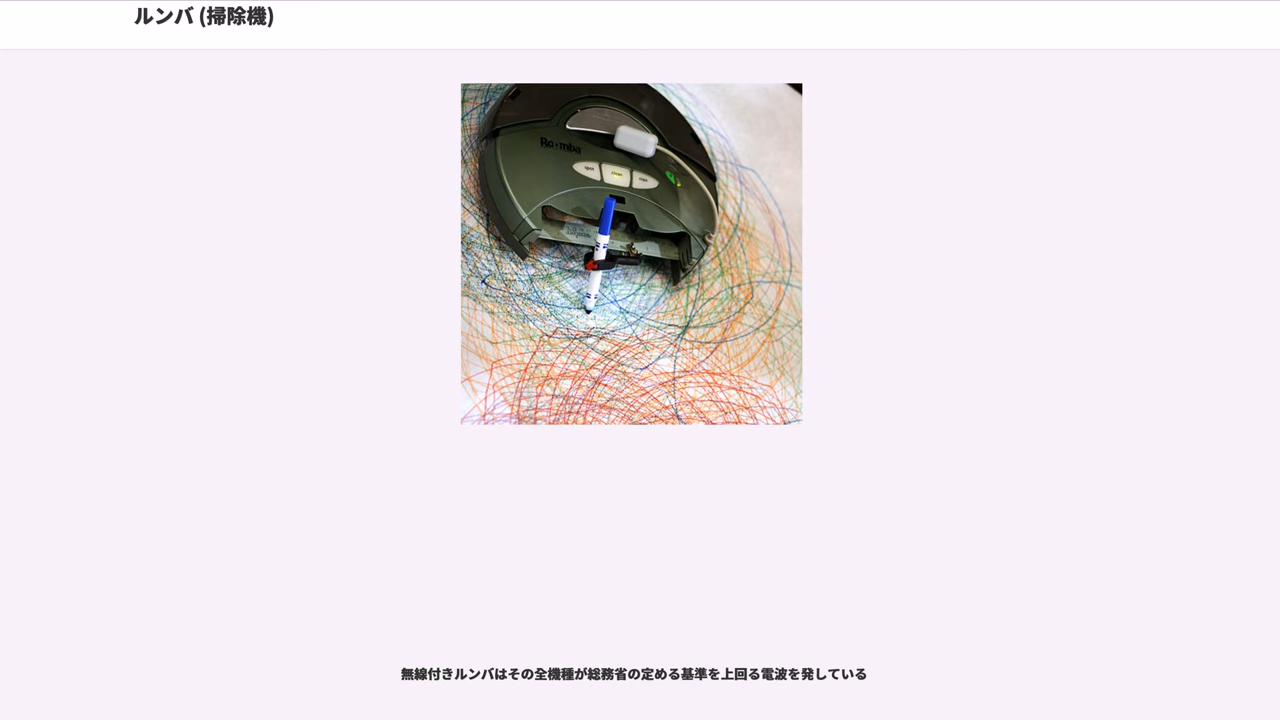 ルンバ (掃除機)
Roomba
spot
clean
max
無線付きルンバはその全機種が総務省の定める基準を上回る電波を発している